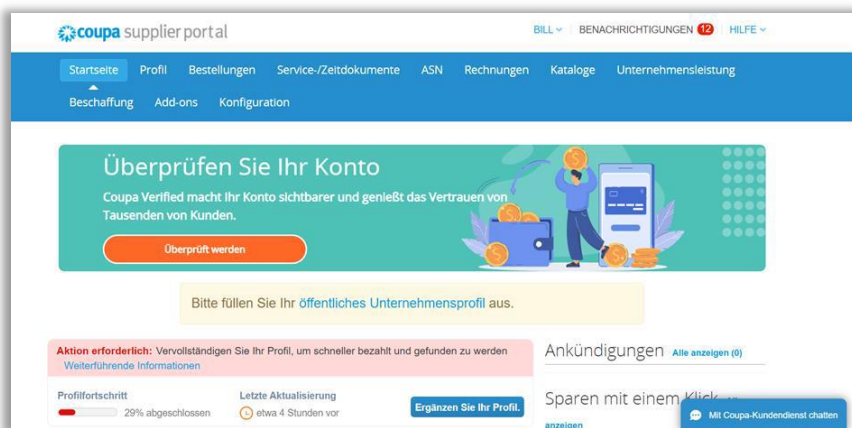 coupa supplier portal
BILL BENACHRICHTIGUNGEN 12 HILFE
Startseite Profil Bestellungen Service-/Zeitdokumente ASN Rechnungen Kataloge Unternehmensleistung
Beschaffung Add-ons Konfiguration
Überprüfen Sie Ihr Konto
Coupa Verified macht Ihr Konto sichtbarer und genießt das Vertrauen von
Tausenden von Kunden.
Überprüft werden
Bitte füllen Sie Ihr öffentliches Unternehmensprofil aus.
Aktion erforderlich: Vervollständigen Sie Ihr Profil, um schneller bezahlt und gefunden zu werden
Weiterführende Informationen
Profilfortschritt
29% abgeschlossen
Letzte Aktualisierung
etwa 4 Stunden vor
Ergänzen Sie Ihr Profil.
Ankündigungen Alle anzeigen (0)
Sparen mit einem Klick
anzeigen
Mit Coupa-Kundendienst chatten